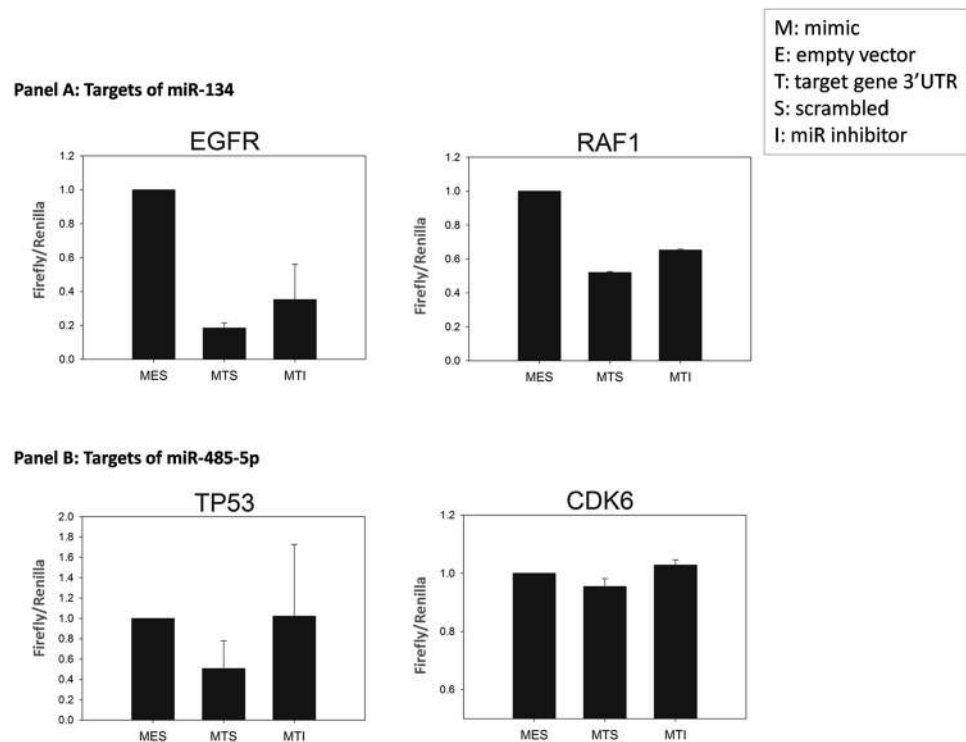 M: mimic
E: empty vector
T: target gene 3'UTR
S: scrambled
I: miR inhibitor
Panel A: Targets of miR-134
EGFR
Firefly/Renilla
1.2
1.0
0.8
0.6
0.4
0.2
0.0
MES MTS MTI
RAF1
Firefly/Renilla
1.2
1.0
0.8
0.6
0.4
0.2
0.0
MES MTS MTI
Panel B: Targets of miR-485-5p
TP53
Firefly/Renilla
2.0
1.8
1.6
1.4
1.2
1.0
0.8
0.6
0.4
0.2
0.0
MES MTS MTI
CDK6
Firefly/Renilla
1.2
1.0
0.8
0.6
MES MTS MTI